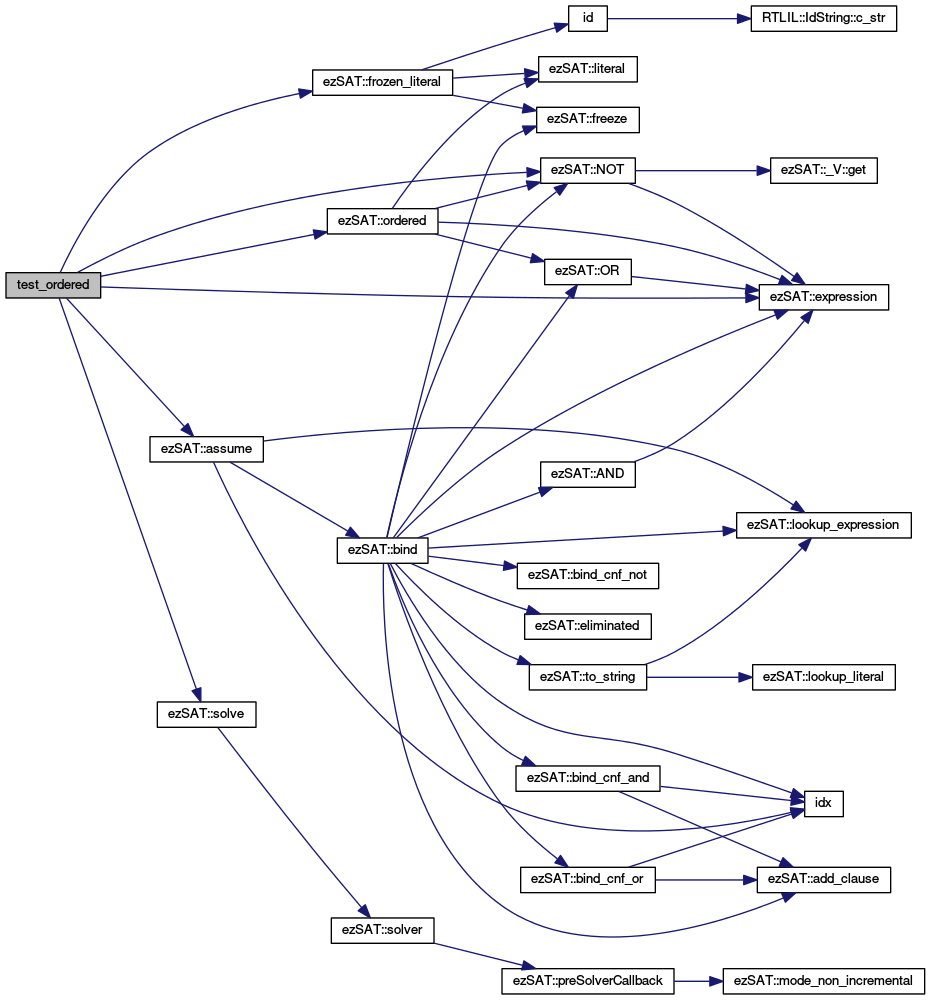 id
RTLIL::IdString::c_str
ezSAT::frozen_literal
ezSAT::literal
ezSAT::freeze
ezSAT::NOT
ezSAT::_V::get
ezSAT::ordered
ezSAT::OR
test_ordered
ezSAT::expression
ezSAT::assume
ezSAT::AND
ezSAT::lookup_expression
ezSAT::bind
ezSAT::bind_cnf_not
ezSAT::eliminated
ezSAT::to_string
ezSAT::lookup_literal
ezSAT::solve
ezSAT::bind_cnf_and
idx
ezSAT::bind_cnf_or
ezSAT::add_clause
ezSAT::solver
ezSAT::preSolverCallback
ezSAT::mode_non_incremental